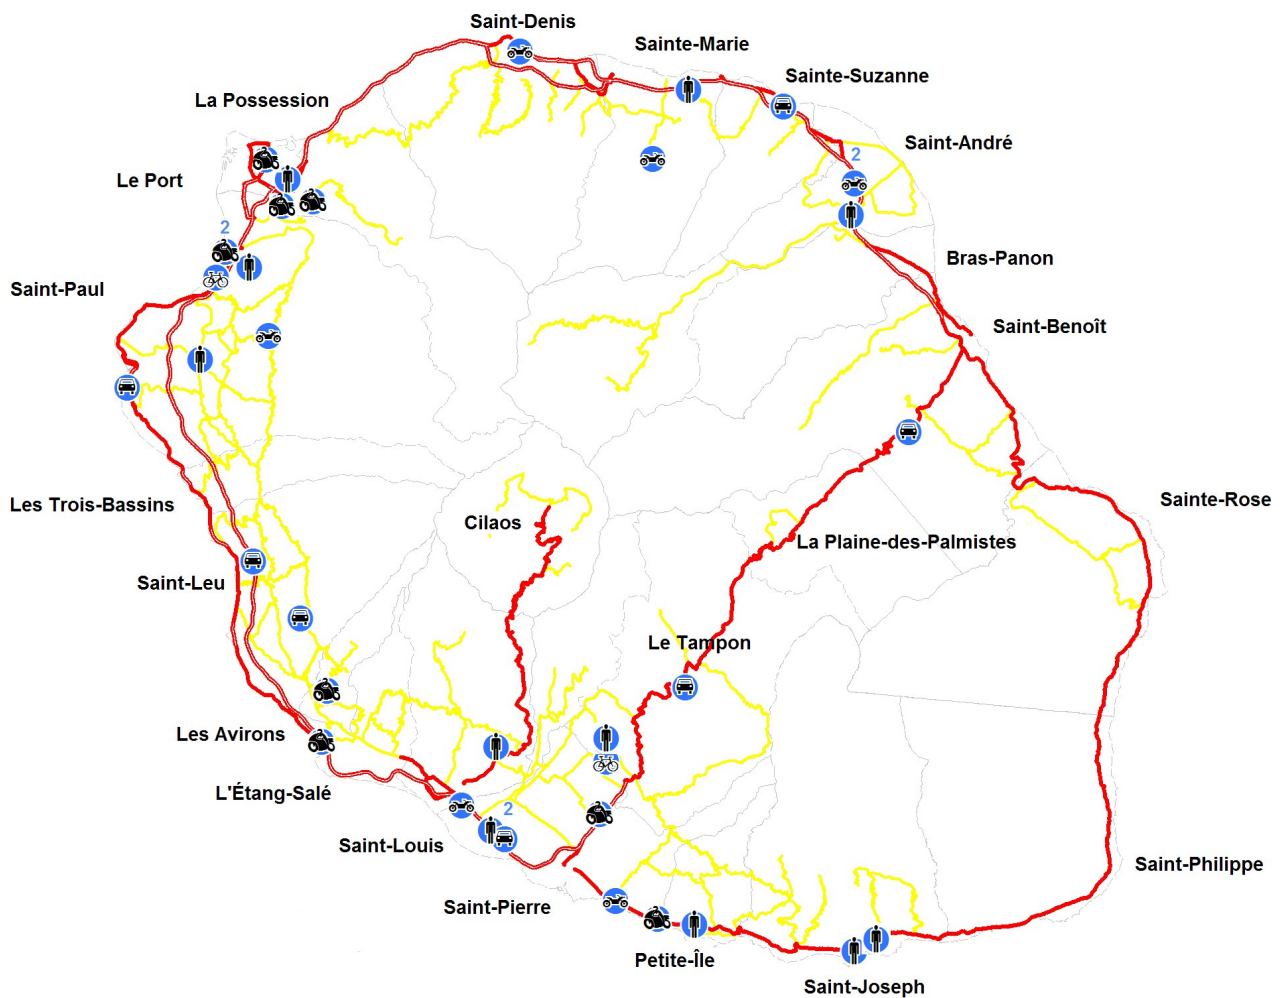 Saint-Denis
Sainte-Marie
Sainte-Suzanne
La Possession
Saint-André
2
Le Port
2
Bras-Panon
Saint-Paul
Saint-Benoît
Les Trois-Bassins
Sainte-Rose
Cilaos
La Plaine-des-Palmistes
Saint-Leu
Le Tampon
Les Avirons
L'Étang-Salé
2
Saint-Louis
Saint-Philippe
Saint-Pierre
Petite-Île
Saint-Joseph